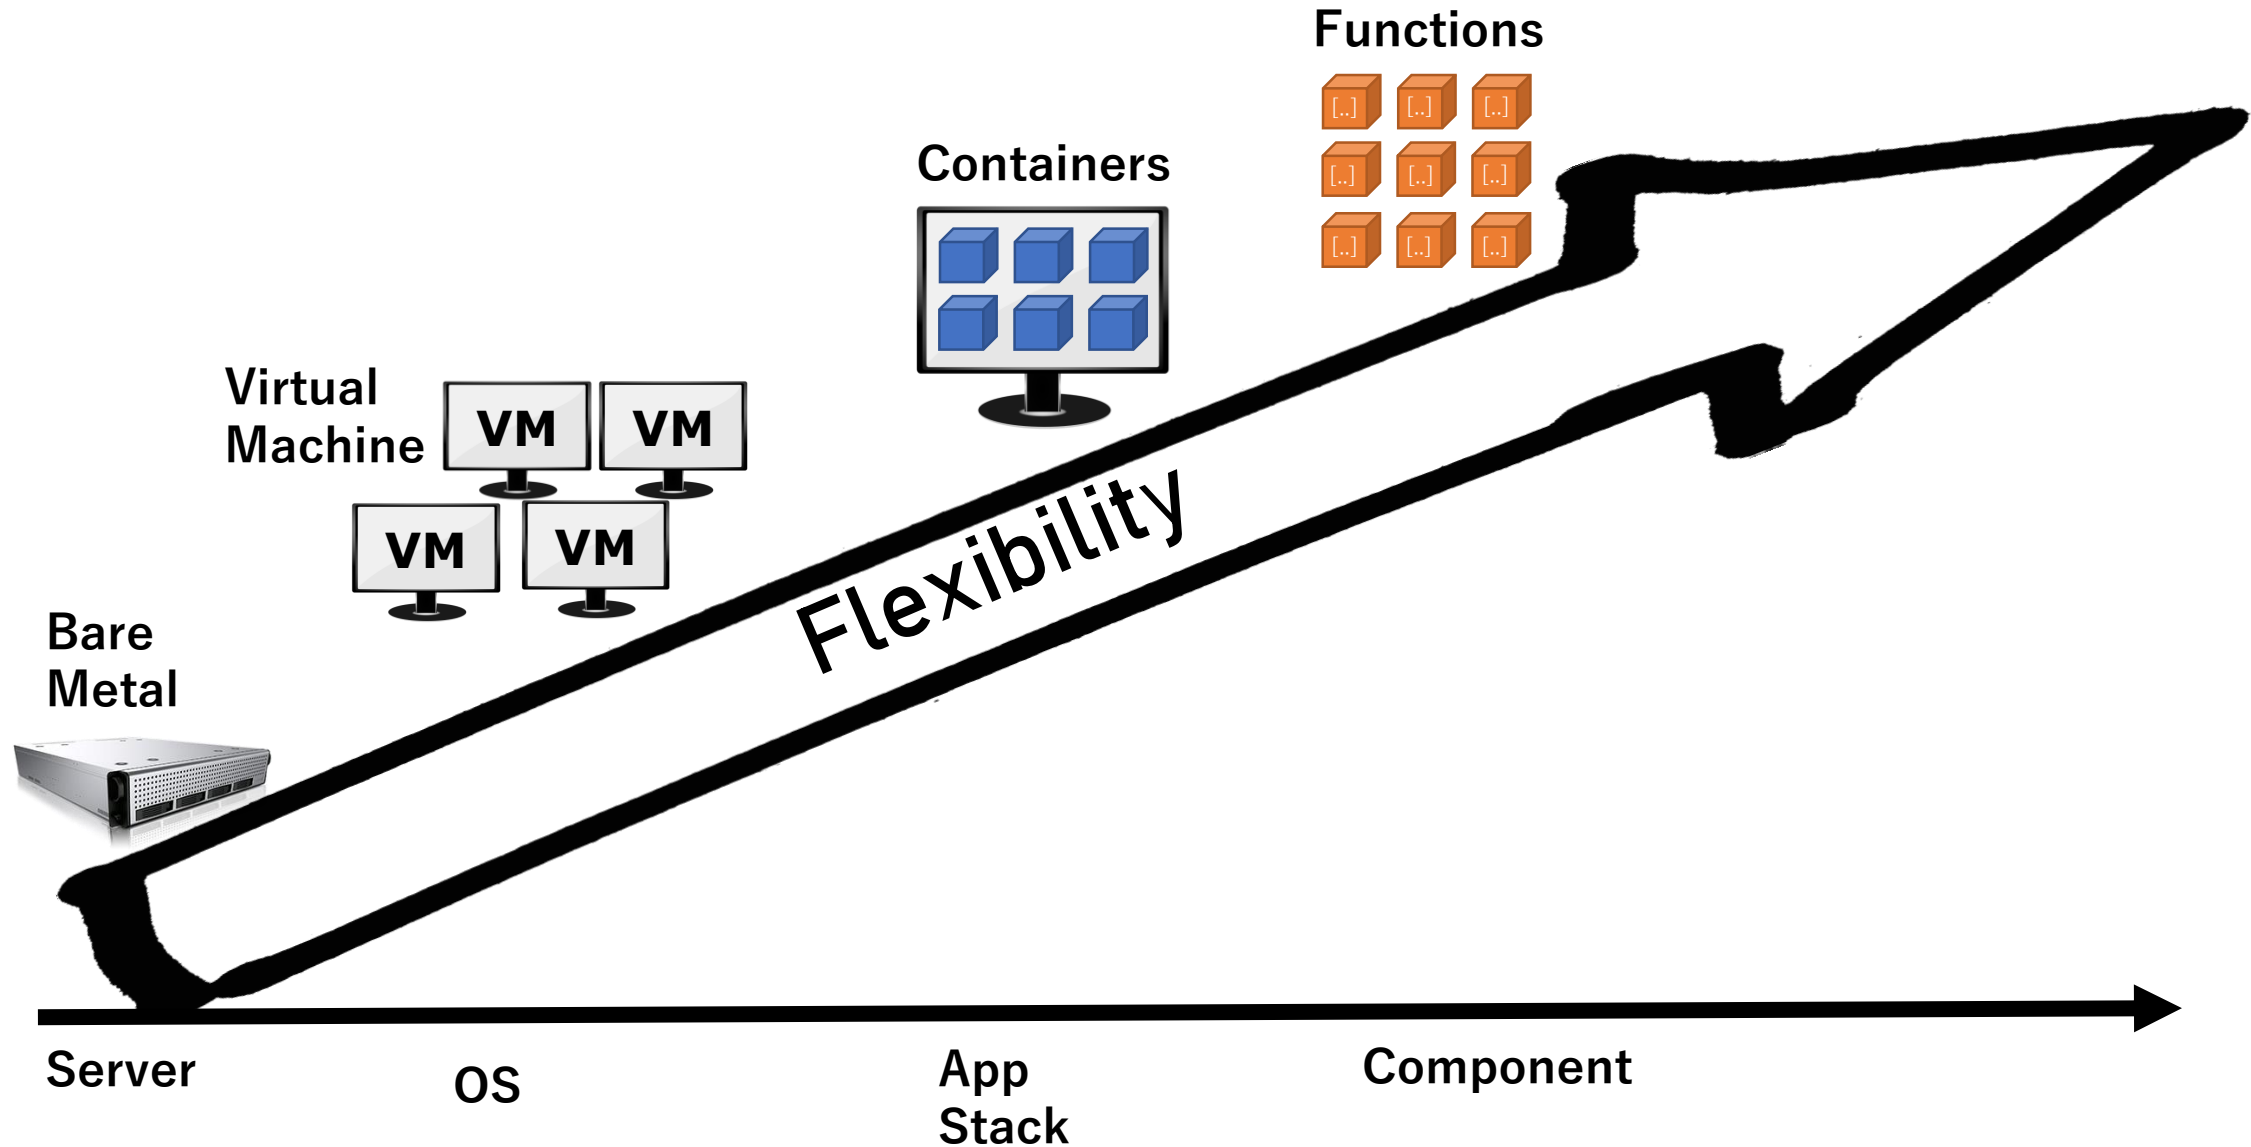 Functions
[..] [..] [..]
[..] [..] [..]
[..] [..] [..]
Containers
Virtual
Machine
VM VM
VM VM
Bare
Metal
Flexibility
Server
OS
App
Stack
Component